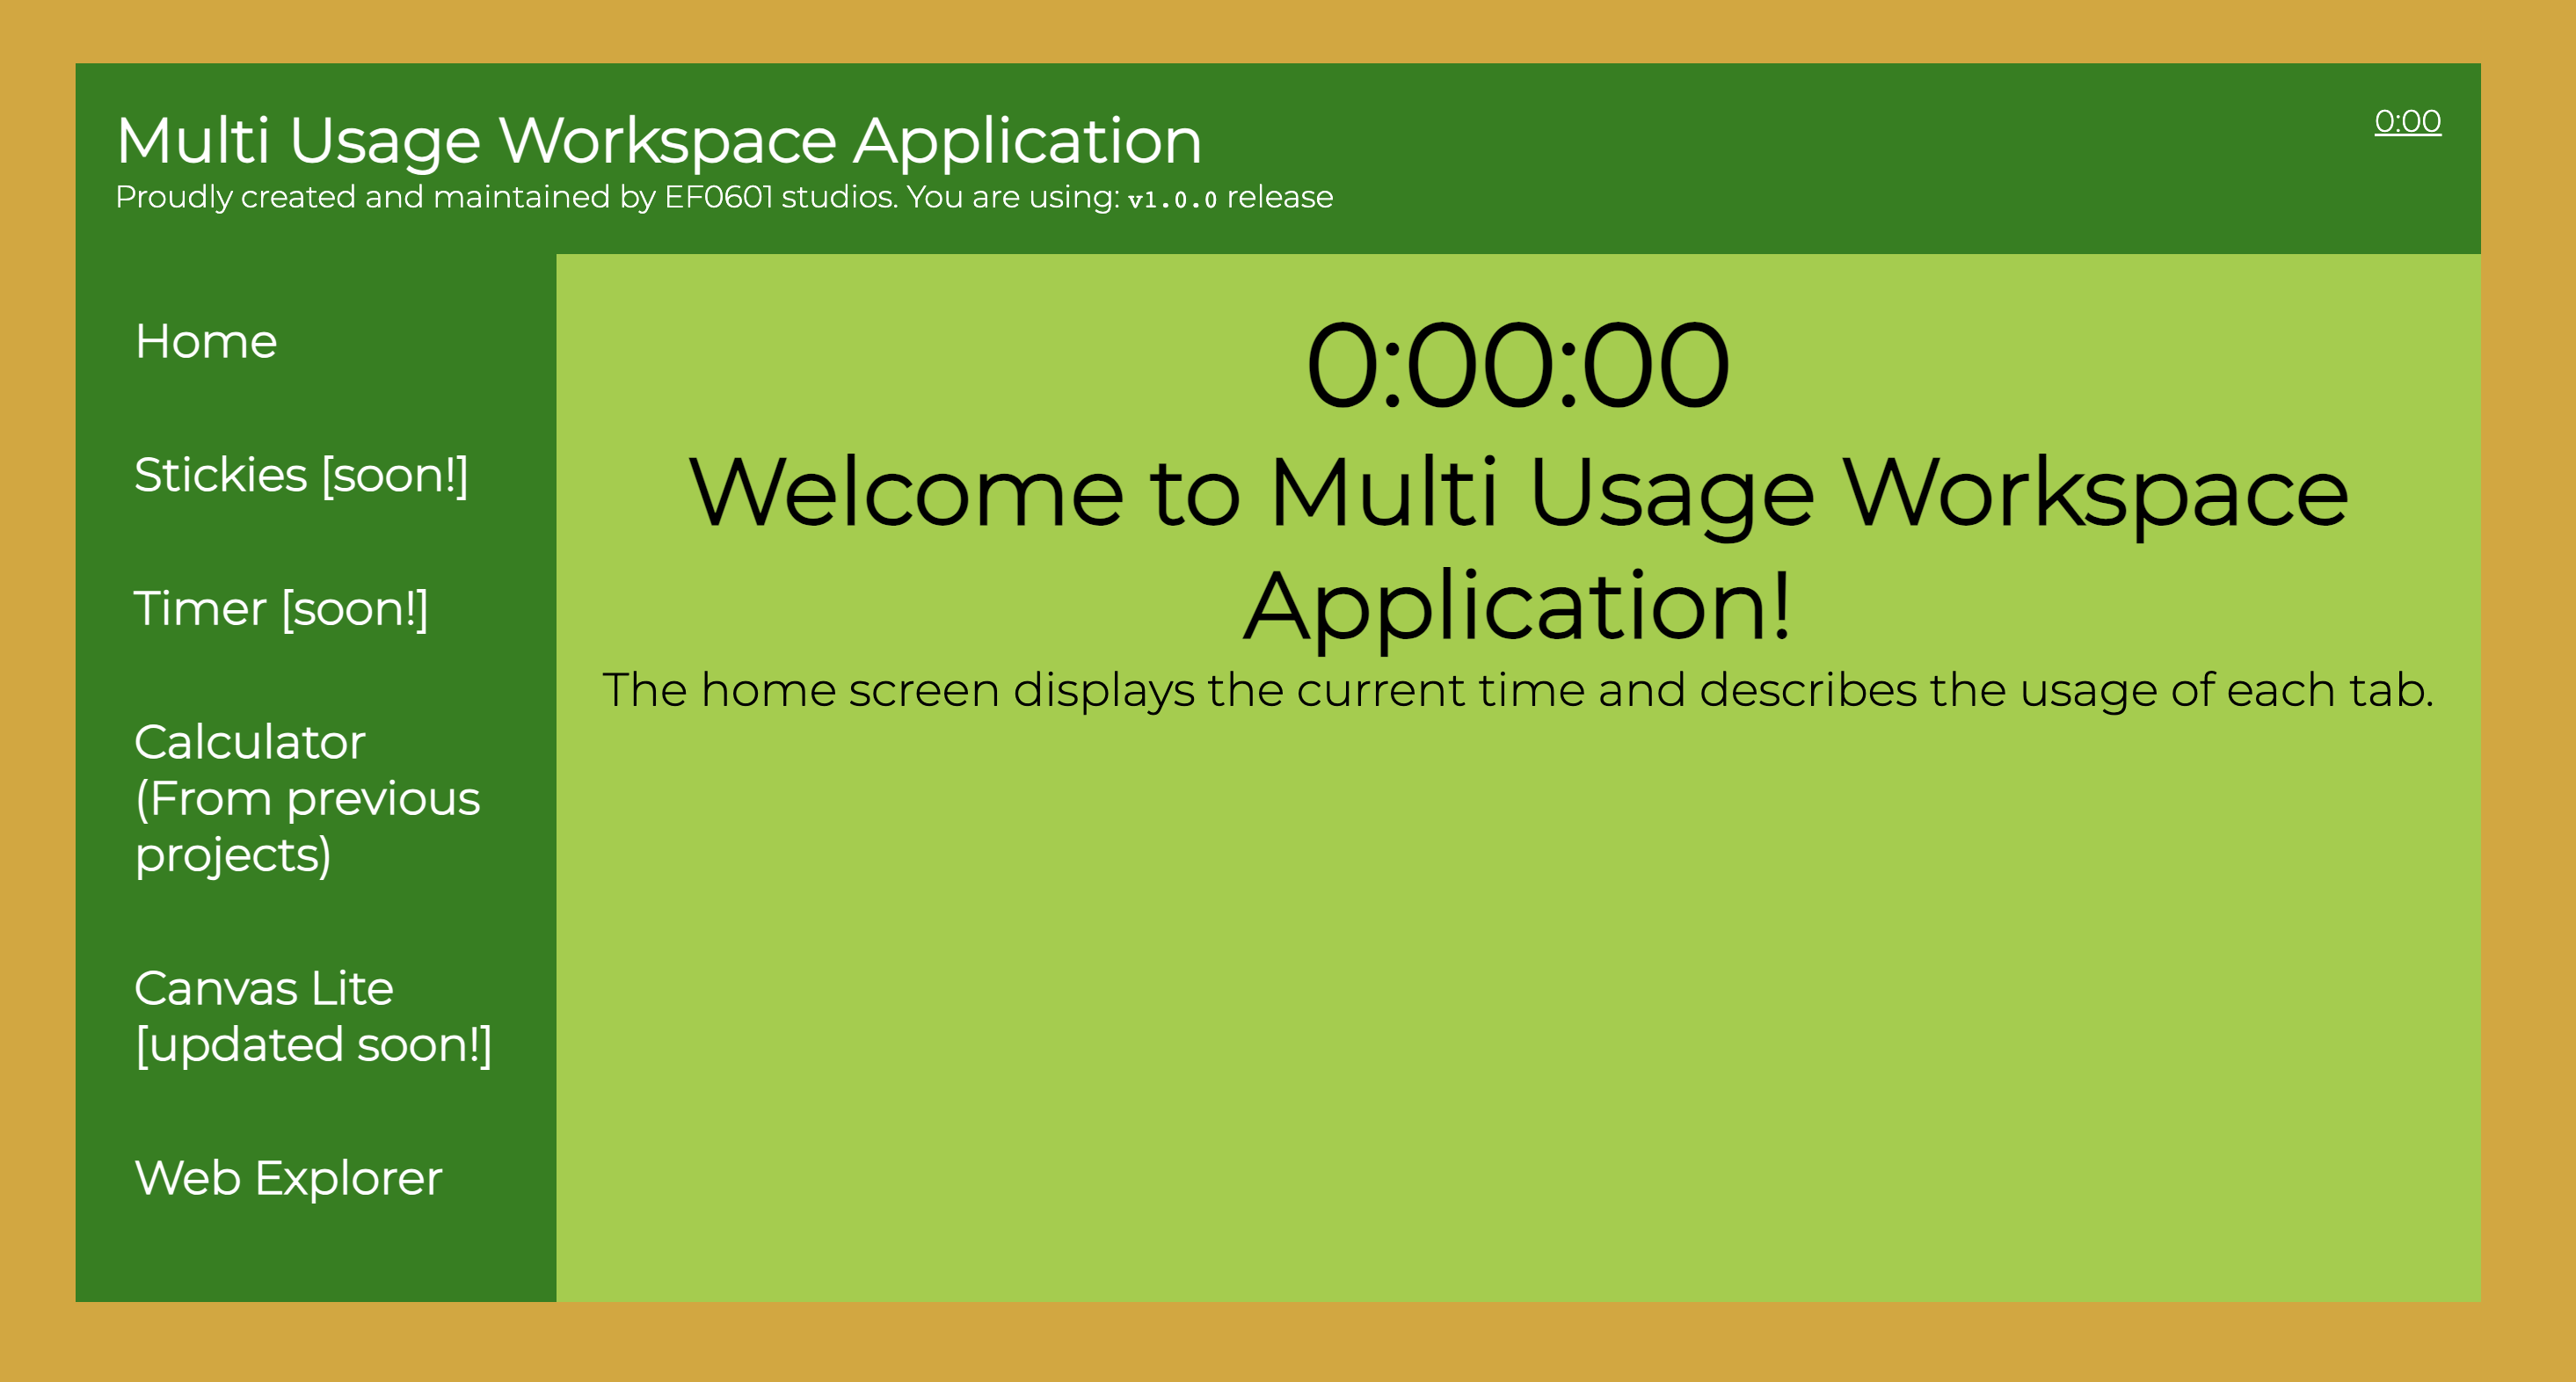 Multi Usage Workspace Application
0:00
Proudly created and maintained by EF0601 studios. You are using: v1.0.0 release
Home
Stickies [soon!]
Timer [soon!]
Calculator
(From previous
projects)
Canvas Lite
[updated soon!]
Web Explorer
0:00:00
Welcome to Multi Usage Workspace
Application!
The home screen displays the current time and describes the usage of each tab.